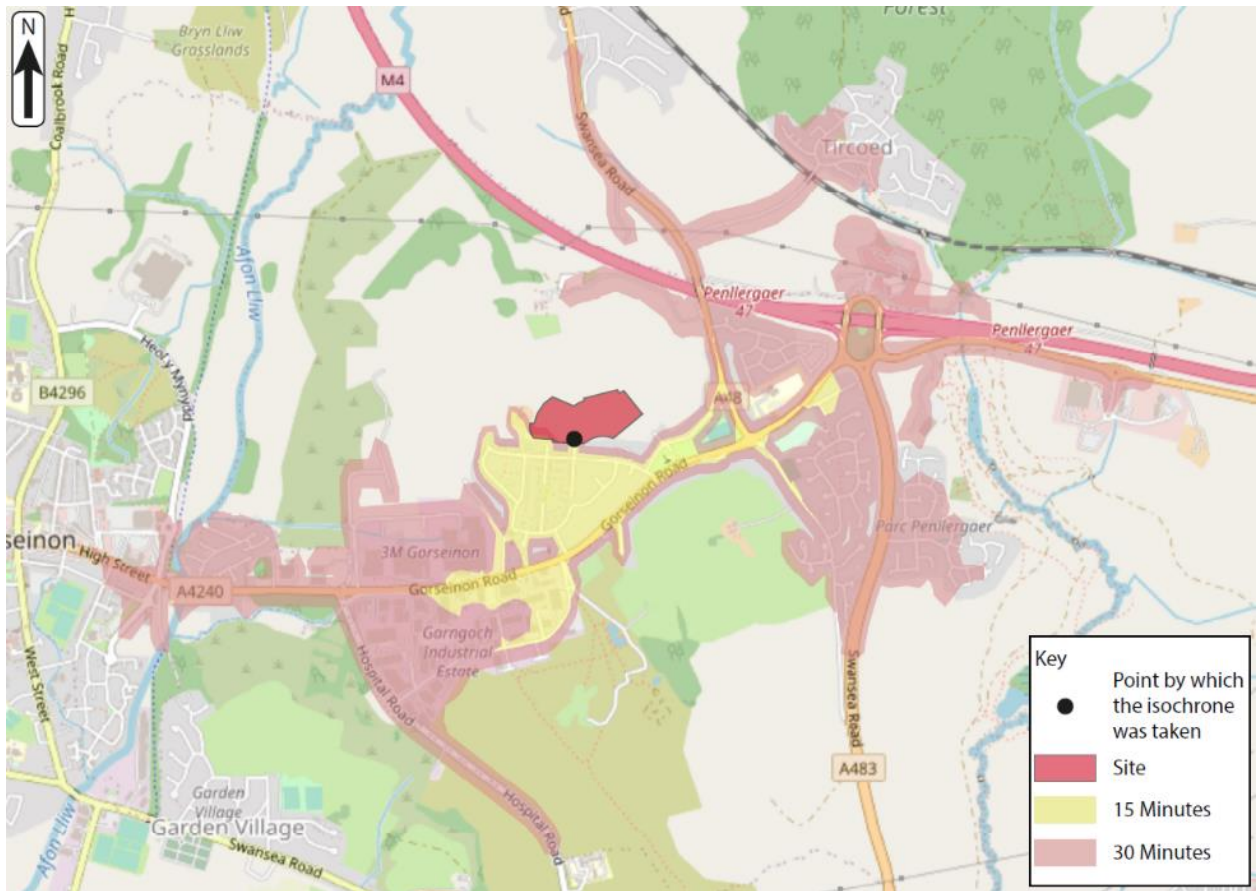 N
Bryn Lliw
Grasslands
Forest
Coalbrook Road
M4
Swansea Road
Tircoed
Afon Lliw
Penllergaer
47
Penllergaer
47
Heol y Mynydd
B4296
A48
Gorseinon Road
Parc Penllergaer
seinon
High Street
3M Gorseinon
A4240
Gorseinon Road
Garngoch
Industrial
Estate
West Street
Hospital Road
Swansea Road
A483
Hospital Road
Garden
Village
Garden Village
Swansea Road
Afon Lliw
Key
Point by which
the isochrone
was taken
Site
15 Minutes
30 Minutes